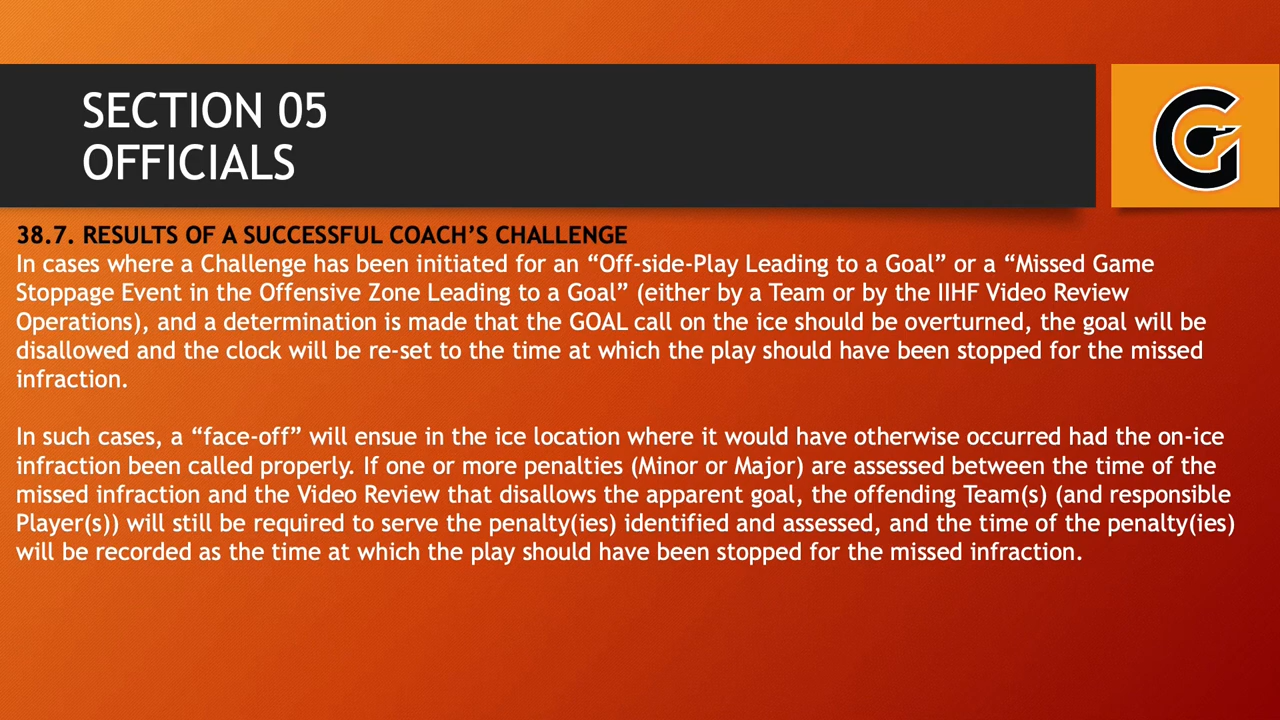 SECTION 05
OFFICIALS
G
38.7. RESULTS OF A SUCCESSFUL COACH’S CHALLENGE
In cases where a Challenge has been initiated for an “Off-side-Play Leading to a Goal” or a “Missed Game
Stoppage Event in the Offensive Zone Leading to a Goal” (either by a Team or by the IIHF Video Review
Operations), and a determination is made that the GOAL call on the ice should be overturned, the goal will be
disallowed and the clock will be re-set to the time at which the play should have been stopped for the missed
infraction.
In such cases, a “face-off” will ensue in the ice location where it would have otherwise occurred had the on-ice
infraction been called properly. If one or more penalties (Minor or Major) are assessed between the time of the
missed infraction and the Video Review that disallows the apparent goal, the offending Team(s) (and responsible
Player(s)) will still be required to serve the penalty(ies) identified and assessed, and the time of the penalty(ies)
will be recorded as the time at which the play should have been stopped for the missed infraction.